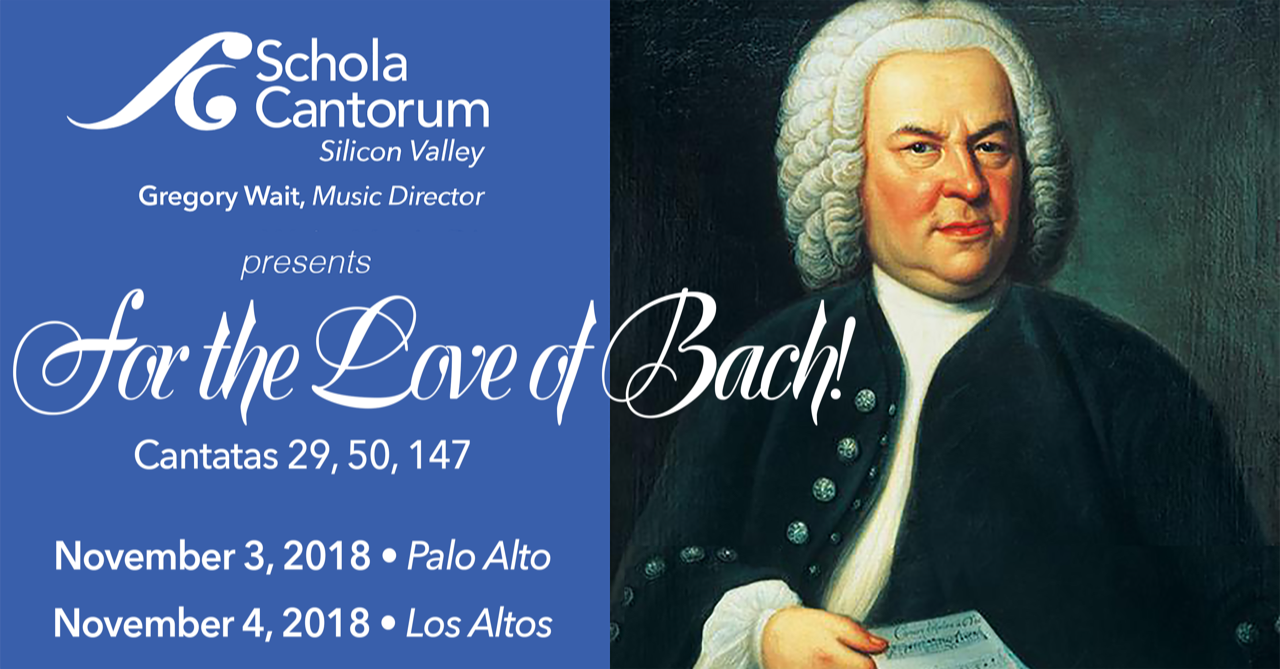 Schola
Cantorum
Silicon Valley
Gregory Wait, Music Director
presents
For the Love of Bach!
Cantatas 29, 50, 147
November 3, 2018 • Palo Alto
November 4, 2018 • Los Altos